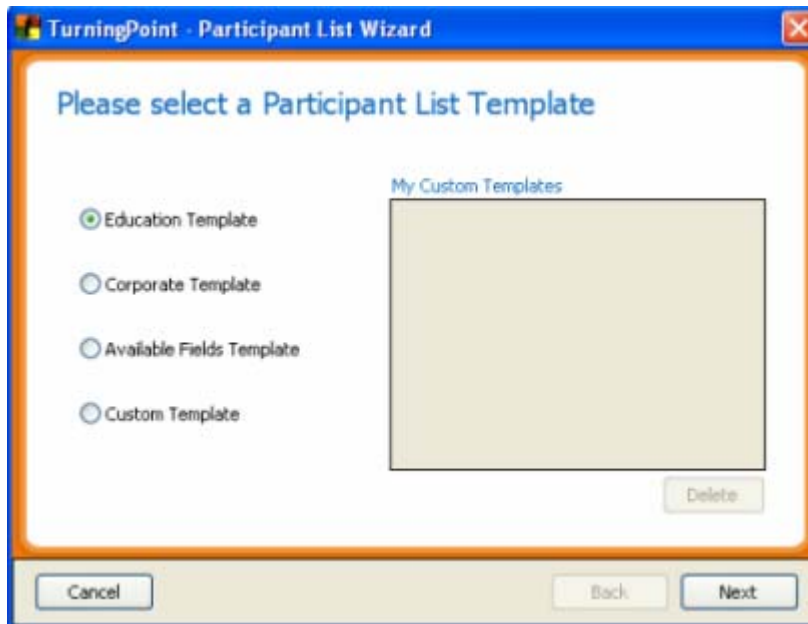 TurningPoint - Participant List Wizard
Please select a Participant List Template
My Custom Templates
Education Template
Corporate Template
Available Fields Template
Custom Template
Delete
Cancel
Back
Next